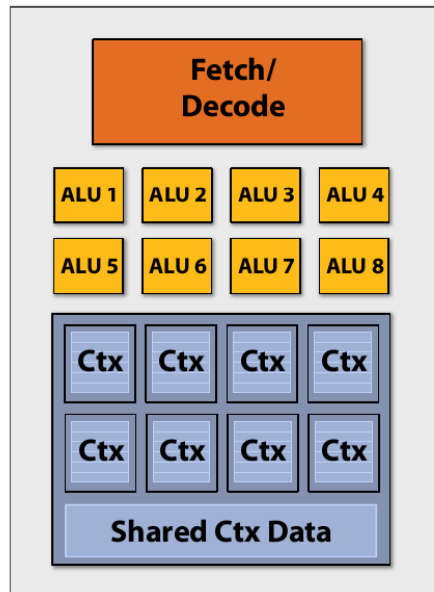 Fetch/
Decode
ALU 1 ALU 2 ALU 3 ALU 4
ALU 5 ALU 6 ALU 7 ALU 8
Ctx Ctx Ctx Ctx
Ctx Ctx Ctx Ctx
Shared Ctx Data